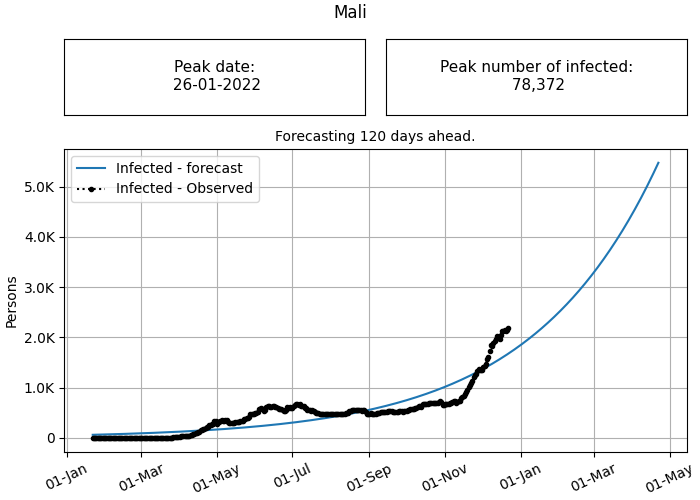 Mali
Peak date:
26-01-2022
Peak number of infected:
78,372
Forecasting 120 days ahead.
Infected - forecast
Infected - Observed
5.0K
4.0K
3.0K
2.0K
1.0K
0
Persons
01-Jan
01-Mar
01-May
01-Jul
01-Sep
01-Nov
01-Jan
01-Mar
01-May